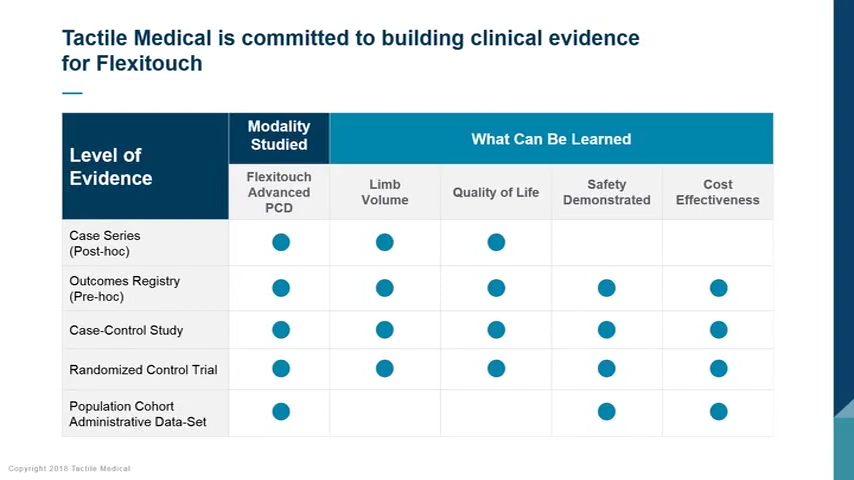 Tactile Medical is committed to building clinical evidence
for Flexitouch
Level of
Evidence
Modality
Studied
What Can Be Learned
Flexitouch
Advanced
PCD
Limb
Volume
Quality of Life
Safety
Demonstrated
Cost
Effectiveness
Case Series
(Post-hoc)
Outcomes Registry
(Pre-hoc)
Case-Control Study
Randomized Control Trial
Population Cohort
Administrative Data-Set
Copyright 2018 Tactile Medical